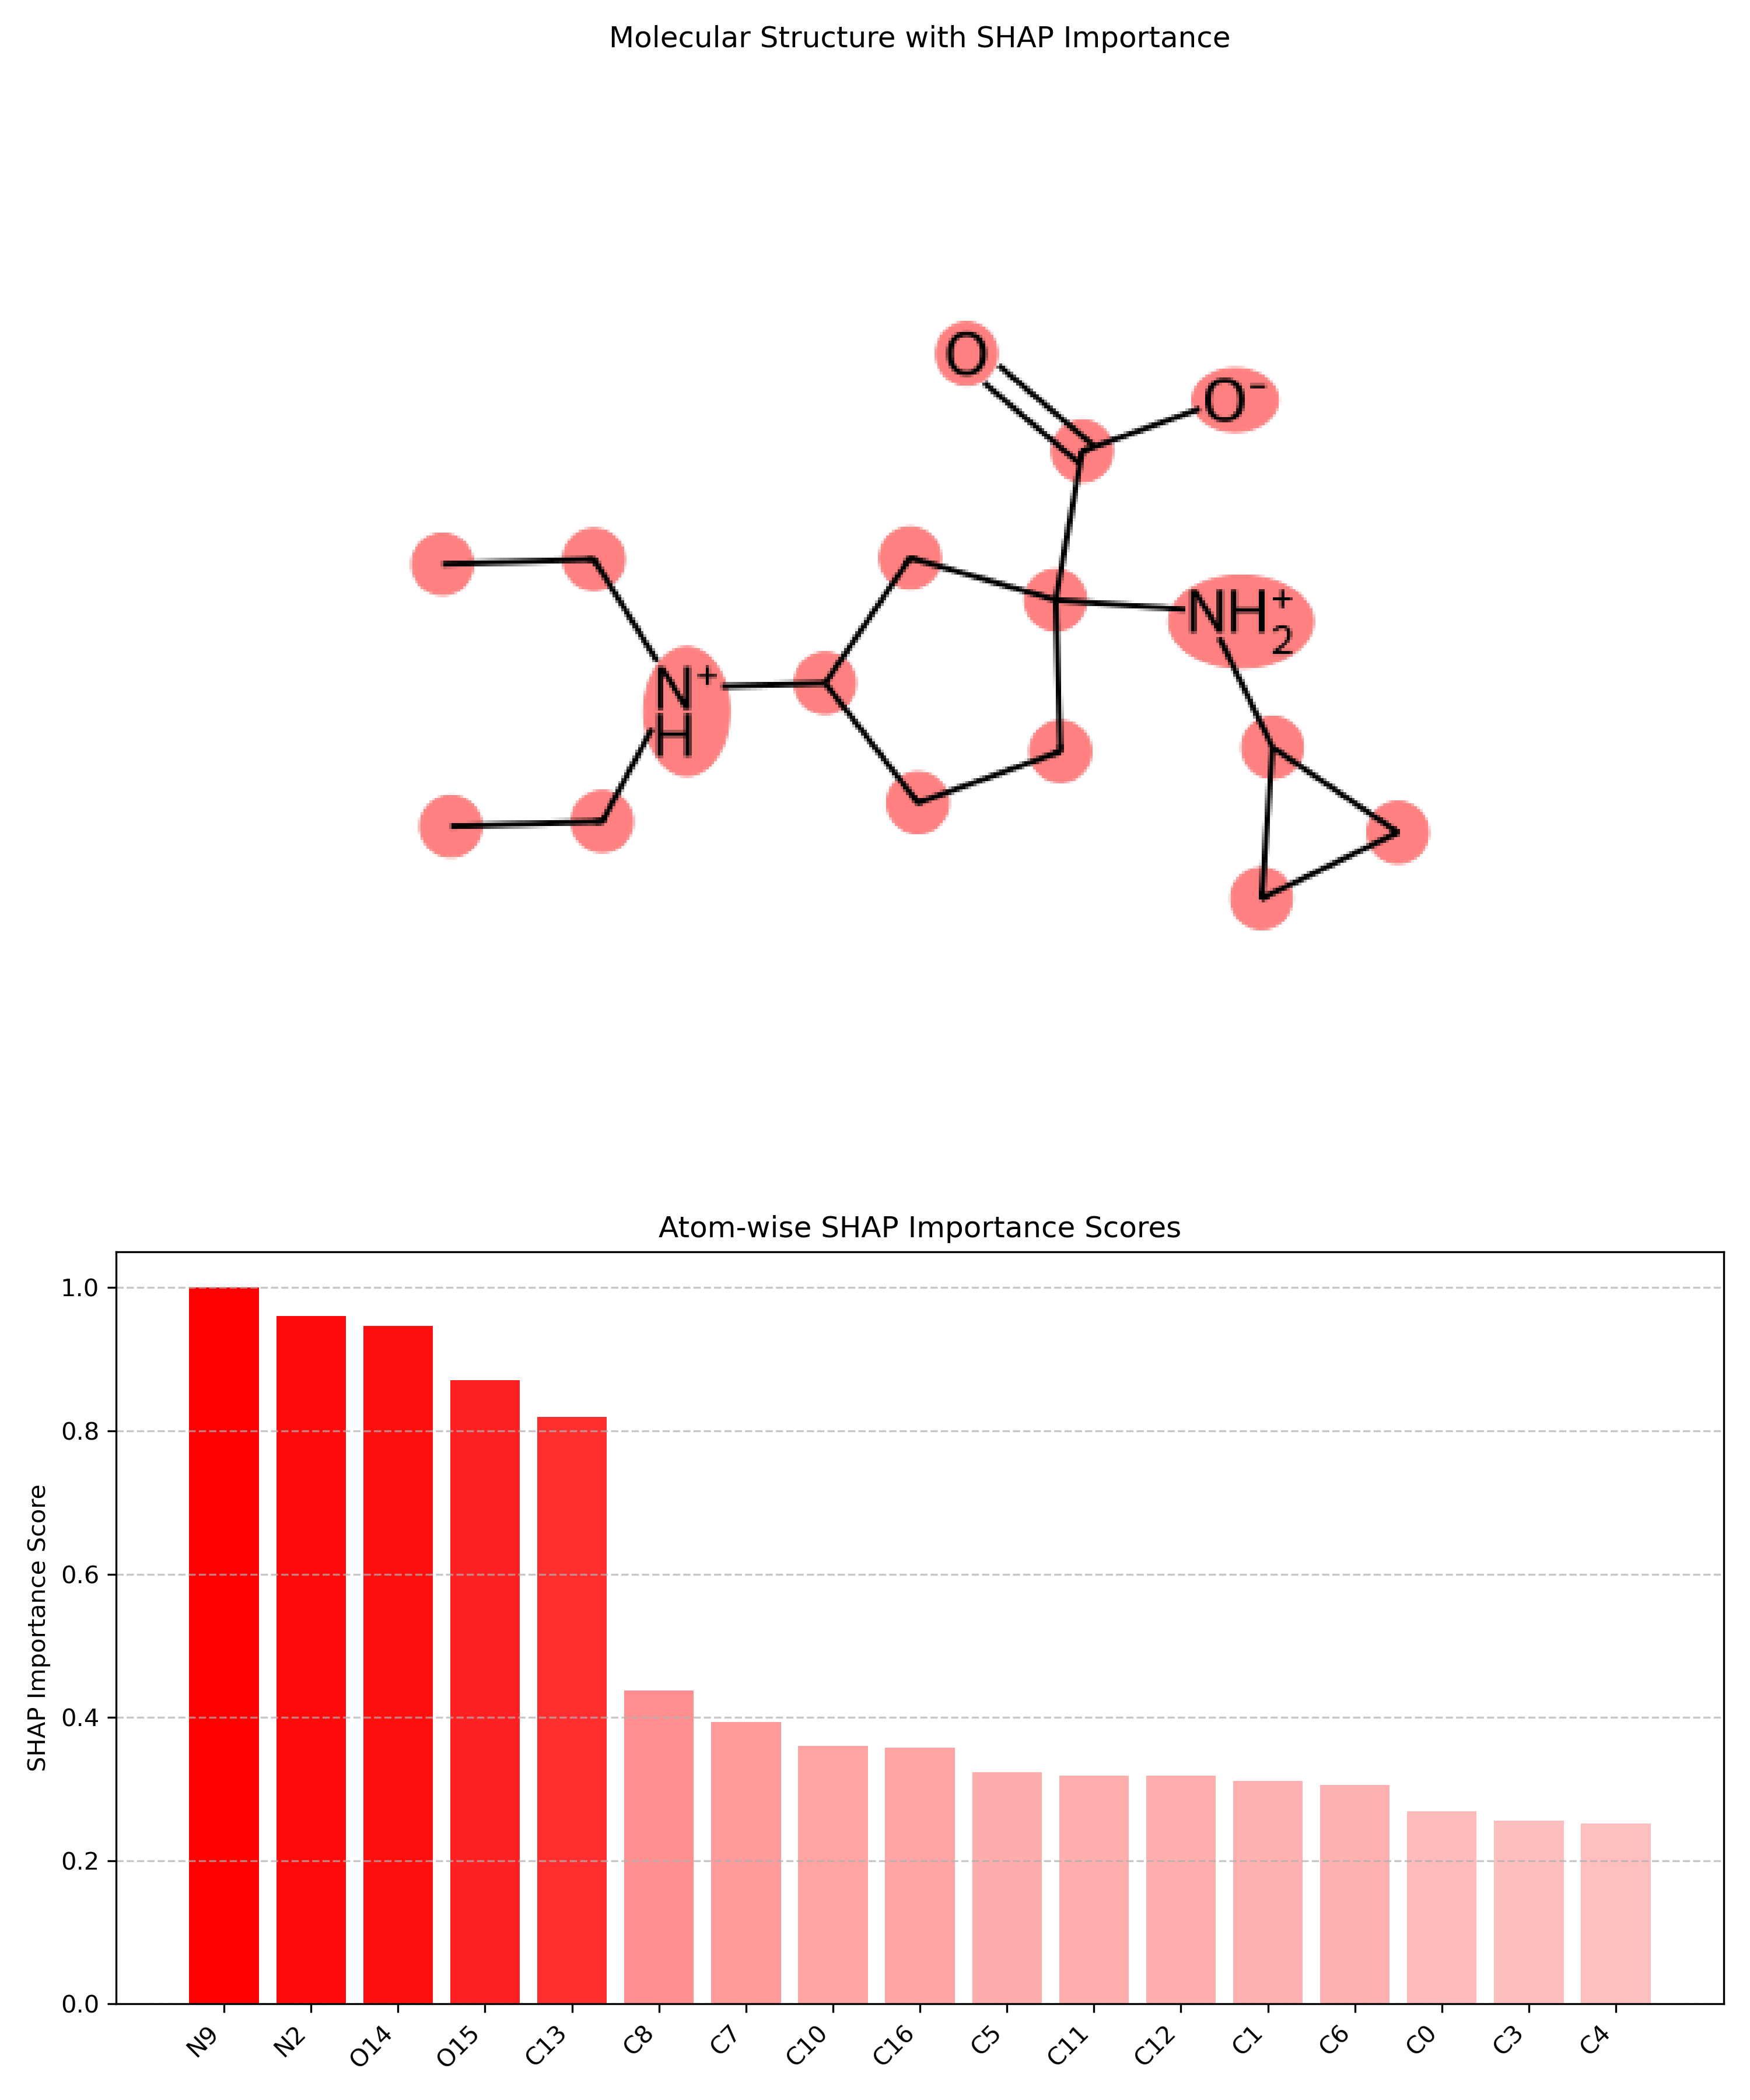 Molecular Structure with SHAP Importance
O
O⁻
NH₂⁺
N⁺
H
Atom-wise SHAP Importance Scores
SHAP Importance Score
1.0
0.8
0.6
0.4
0.2
0.0
N9 N2 O14 O15 C13 C8 C7 C10 C16 C5 C11 C12 C1 C6 C0 C3 C4